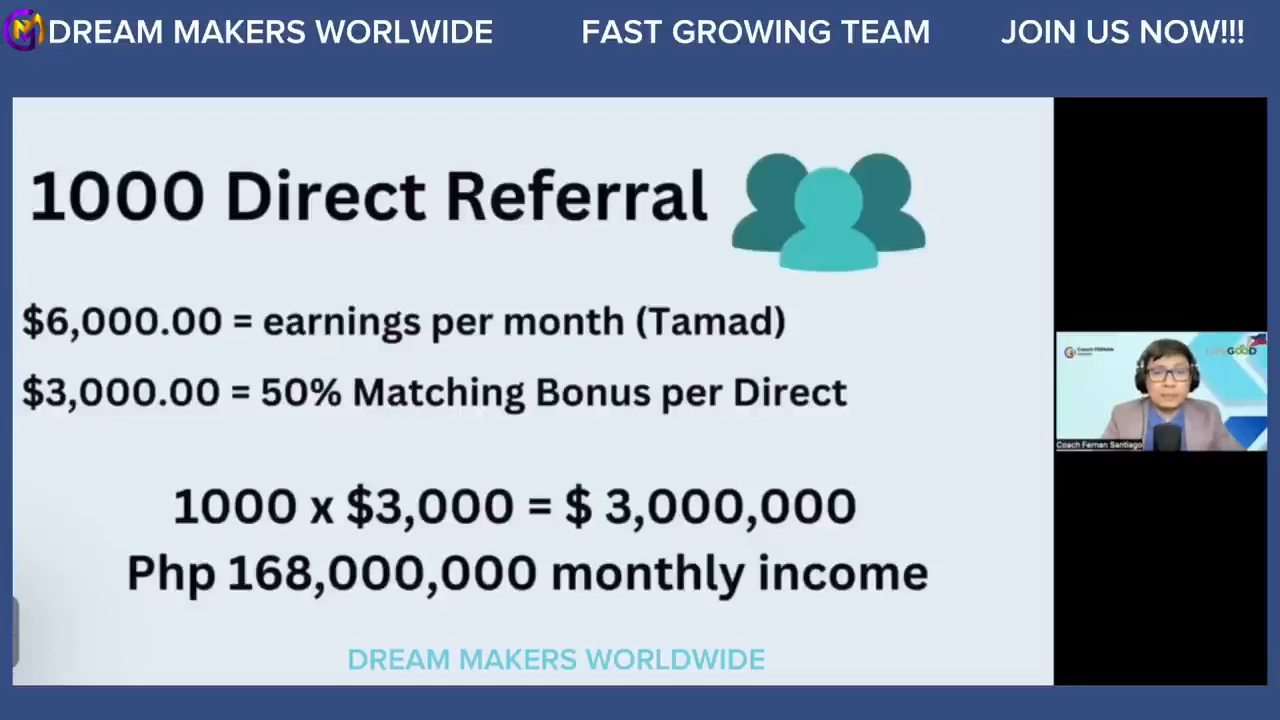 DREAM MAKERS WORLWIDE FAST GROWING TEAM JOIN US NOW!!!
1000 Direct Referral
$6,000.00 = earnings per month (Tamad)
$3,000.00 = 50% Matching Bonus per Direct
1000 x $3,000 = $ 3,000,000
Php 168,000,000 monthly income
DREAM MAKERS WORLDWIDE
Coach FERNAN
Coach Fernan Santiago